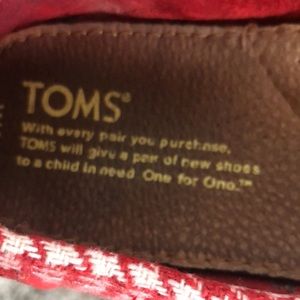 TOMS®
With every pair you purchase,
TOMS will give a pair of new shoes
to a child in need. One for One.™